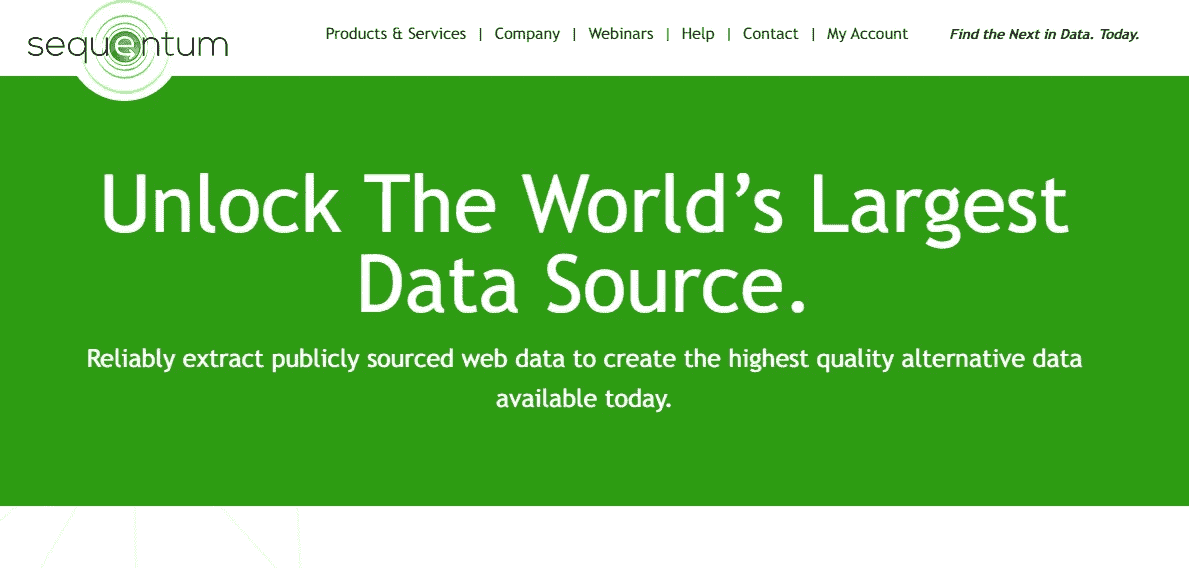 sequentum
Products & Services | Company | Webinars | Help | Contact | My Account
Find the Next in Data. Today.
Unlock The World’s Largest
Data Source.
Reliably extract publicly sourced web data to create the highest quality alternative data
available today.